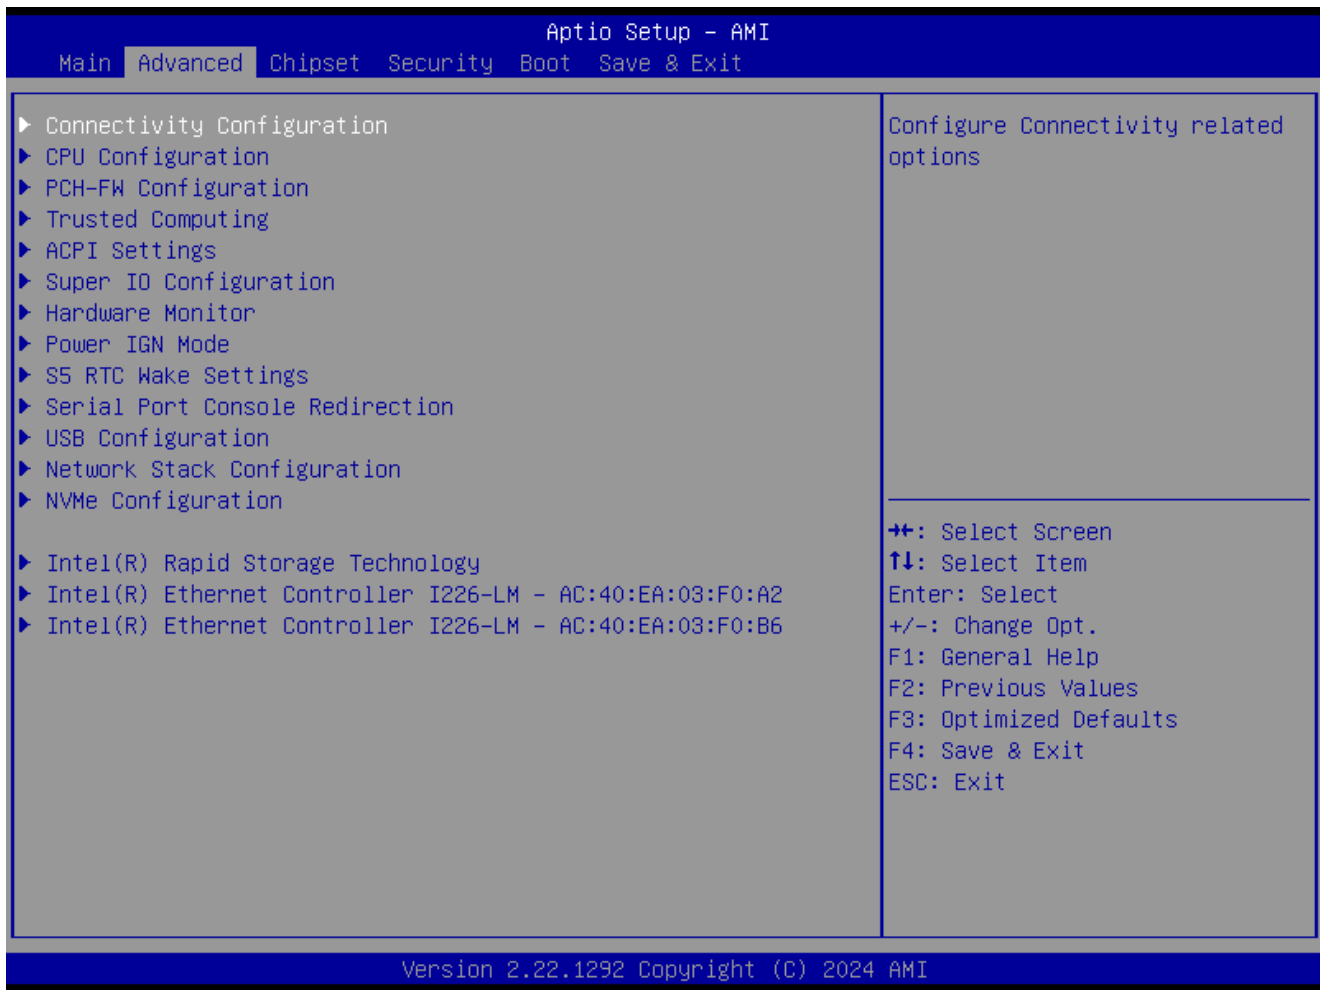 Aptio Setup - AMI
Main Advanced Chipset Security Boot Save & Exit
Connectivity Configuration
CPU Configuration
PCH-FW Configuration
Trusted Computing
ACPI Settings
Super IO Configuration
Hardware Monitor
Power IGN Mode
S5 RTC Wake Settings
Serial Port Console Redirection
USB Configuration
Network Stack Configuration
NVMe Configuration
Intel(R) Rapid Storage Technology
Intel(R) Ethernet Controller I226-LM - AC:40:EA:03:F0:A2
Intel(R) Ethernet Controller I226-LM - AC:40:EA:03:F0:B6
Configure Connectivity related
options
→←: Select Screen
↑↓: Select Item
Enter: Select
+/-: Change Opt.
F1: General Help
F2: Previous Values
F3: Optimized Defaults
F4: Save & Exit
ESC: Exit
Version 2.22.1292 Copyright (C) 2024 AMI